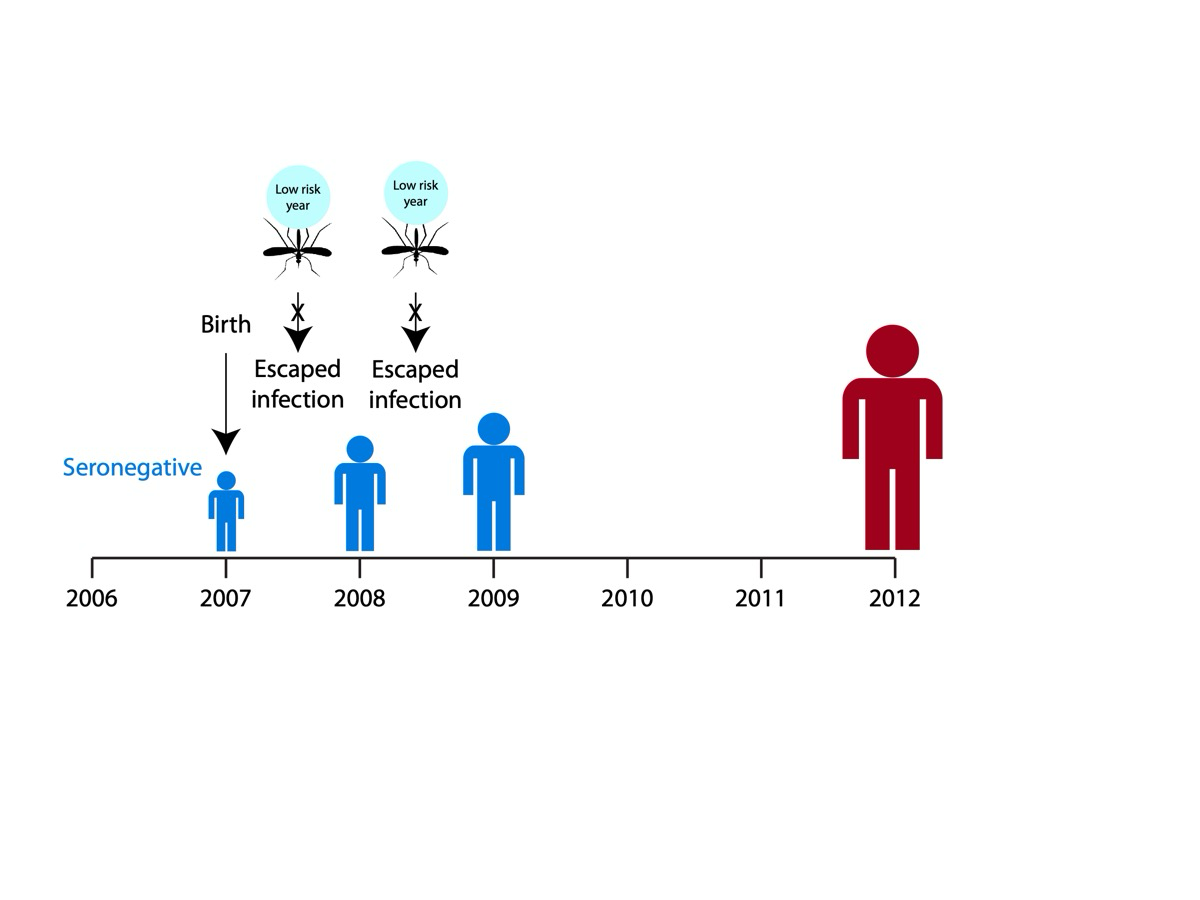 Low risk
year
Low risk
year
X
X
Birth
Escaped
infection
Escaped
infection
Seronegative
2006
2007
2008
2009
2010
2011
2012